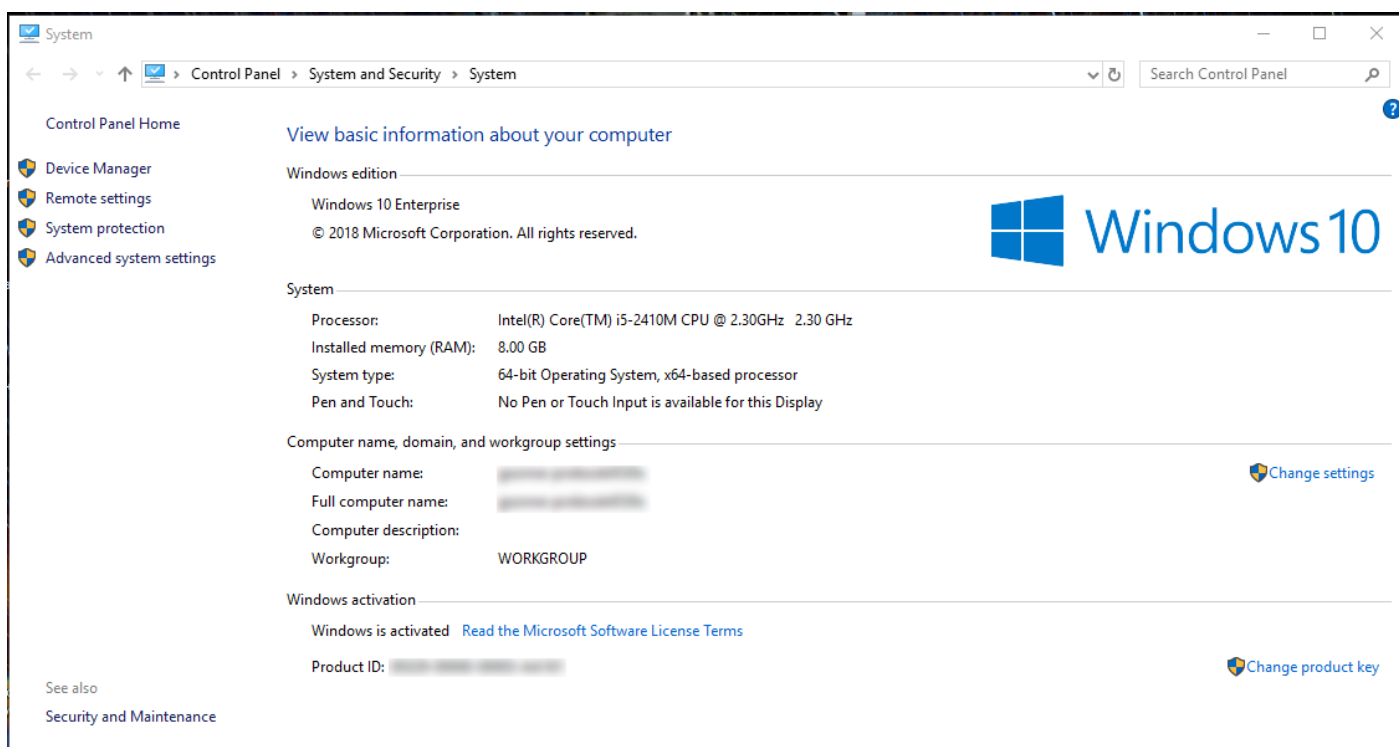 System
Control Panel > System and Security > System
Search Control Panel
?
Control Panel Home
Device Manager
Remote settings
System protection
Advanced system settings
View basic information about your computer
Windows edition
Windows 10 Enterprise
© 2018 Microsoft Corporation. All rights reserved.
Windows 10
System
Processor: Intel(R) Core(TM) i5-2410M CPU @ 2.30GHz 2.30 GHz
Installed memory (RAM): 8.00 GB
System type: 64-bit Operating System, x64-based processor
Pen and Touch: No Pen or Touch Input is available for this Display
Computer name, domain, and workgroup settings
Computer name:
Change settings
Full computer name:
Computer description:
Workgroup: WORKGROUP
Windows activation
Windows is activated Read the Microsoft Software License Terms
Product ID:
Change product key
See also
Security and Maintenance